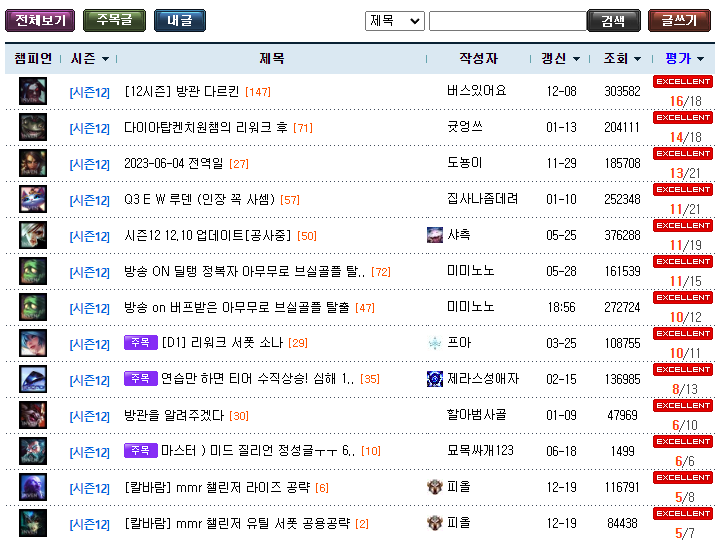 전체보기 주목글 내글 제목 검색 글쓰기
챔피언 시즌 제목 작성자 갱신 조회 평가
[시즌12] [12시즌] 방관 다르킨 [147] 버스있어요 12-08 303582 EXCELLENT 16/18
[시즌12] 다이아탑켄치원챔의 리워크 후 [71] 귯엉쓰 01-13 204111 EXCELLENT 14/18
[시즌12] 2023-06-04 전역일 [27] 도뇽이 11-29 185708 EXCELLENT 13/21
[시즌12] Q3 E W 루덴 (인장 꼭 사셈) [57] 집사나좀데려 01-10 252348 EXCELLENT 11/21
[시즌12] 시즌12 12.10 업데이트[공사중] [50] 샤측 05-25 376288 EXCELLENT 11/19
[시즌12] 방송 ON 딜탱 정복자 아무무로 브실골플 탈.. [72] 미미노노 05-28 161539 EXCELLENT 11/15
[시즌12] 방송 on 버프받은 아무무로 브실골플 탈출 [47] 미미노노 18:56 272724 EXCELLENT 10/12
[시즌12] 주목 [D1] 리워크 서폿 소나 [29] 프아 03-25 108755 EXCELLENT 10/11
[시즌12] 주목 연습만 하면 티어 수직상승! 심해 1.. [35] 제라스성애자 02-15 136985 EXCELLENT 8/13
[시즌12] 방관을 알려주겠다 [30] 할아범사골 01-09 47969 EXCELLENT 6/10
[시즌12] 주목 마스터 ) 미드 질리언 정성글ㅜㅜ 6.. [10] 묘목싸개123 06-18 1499 EXCELLENT 6/6
[시즌12] [칼바람] mmr 챌린저 라이즈 공략 [6] 피올 12-19 116791 EXCELLENT 5/8
[시즌12] [칼바람] mmr 챌린저 유틸 서폿 공용공략 [2] 피올 12-19 84438 EXCELLENT 5/7